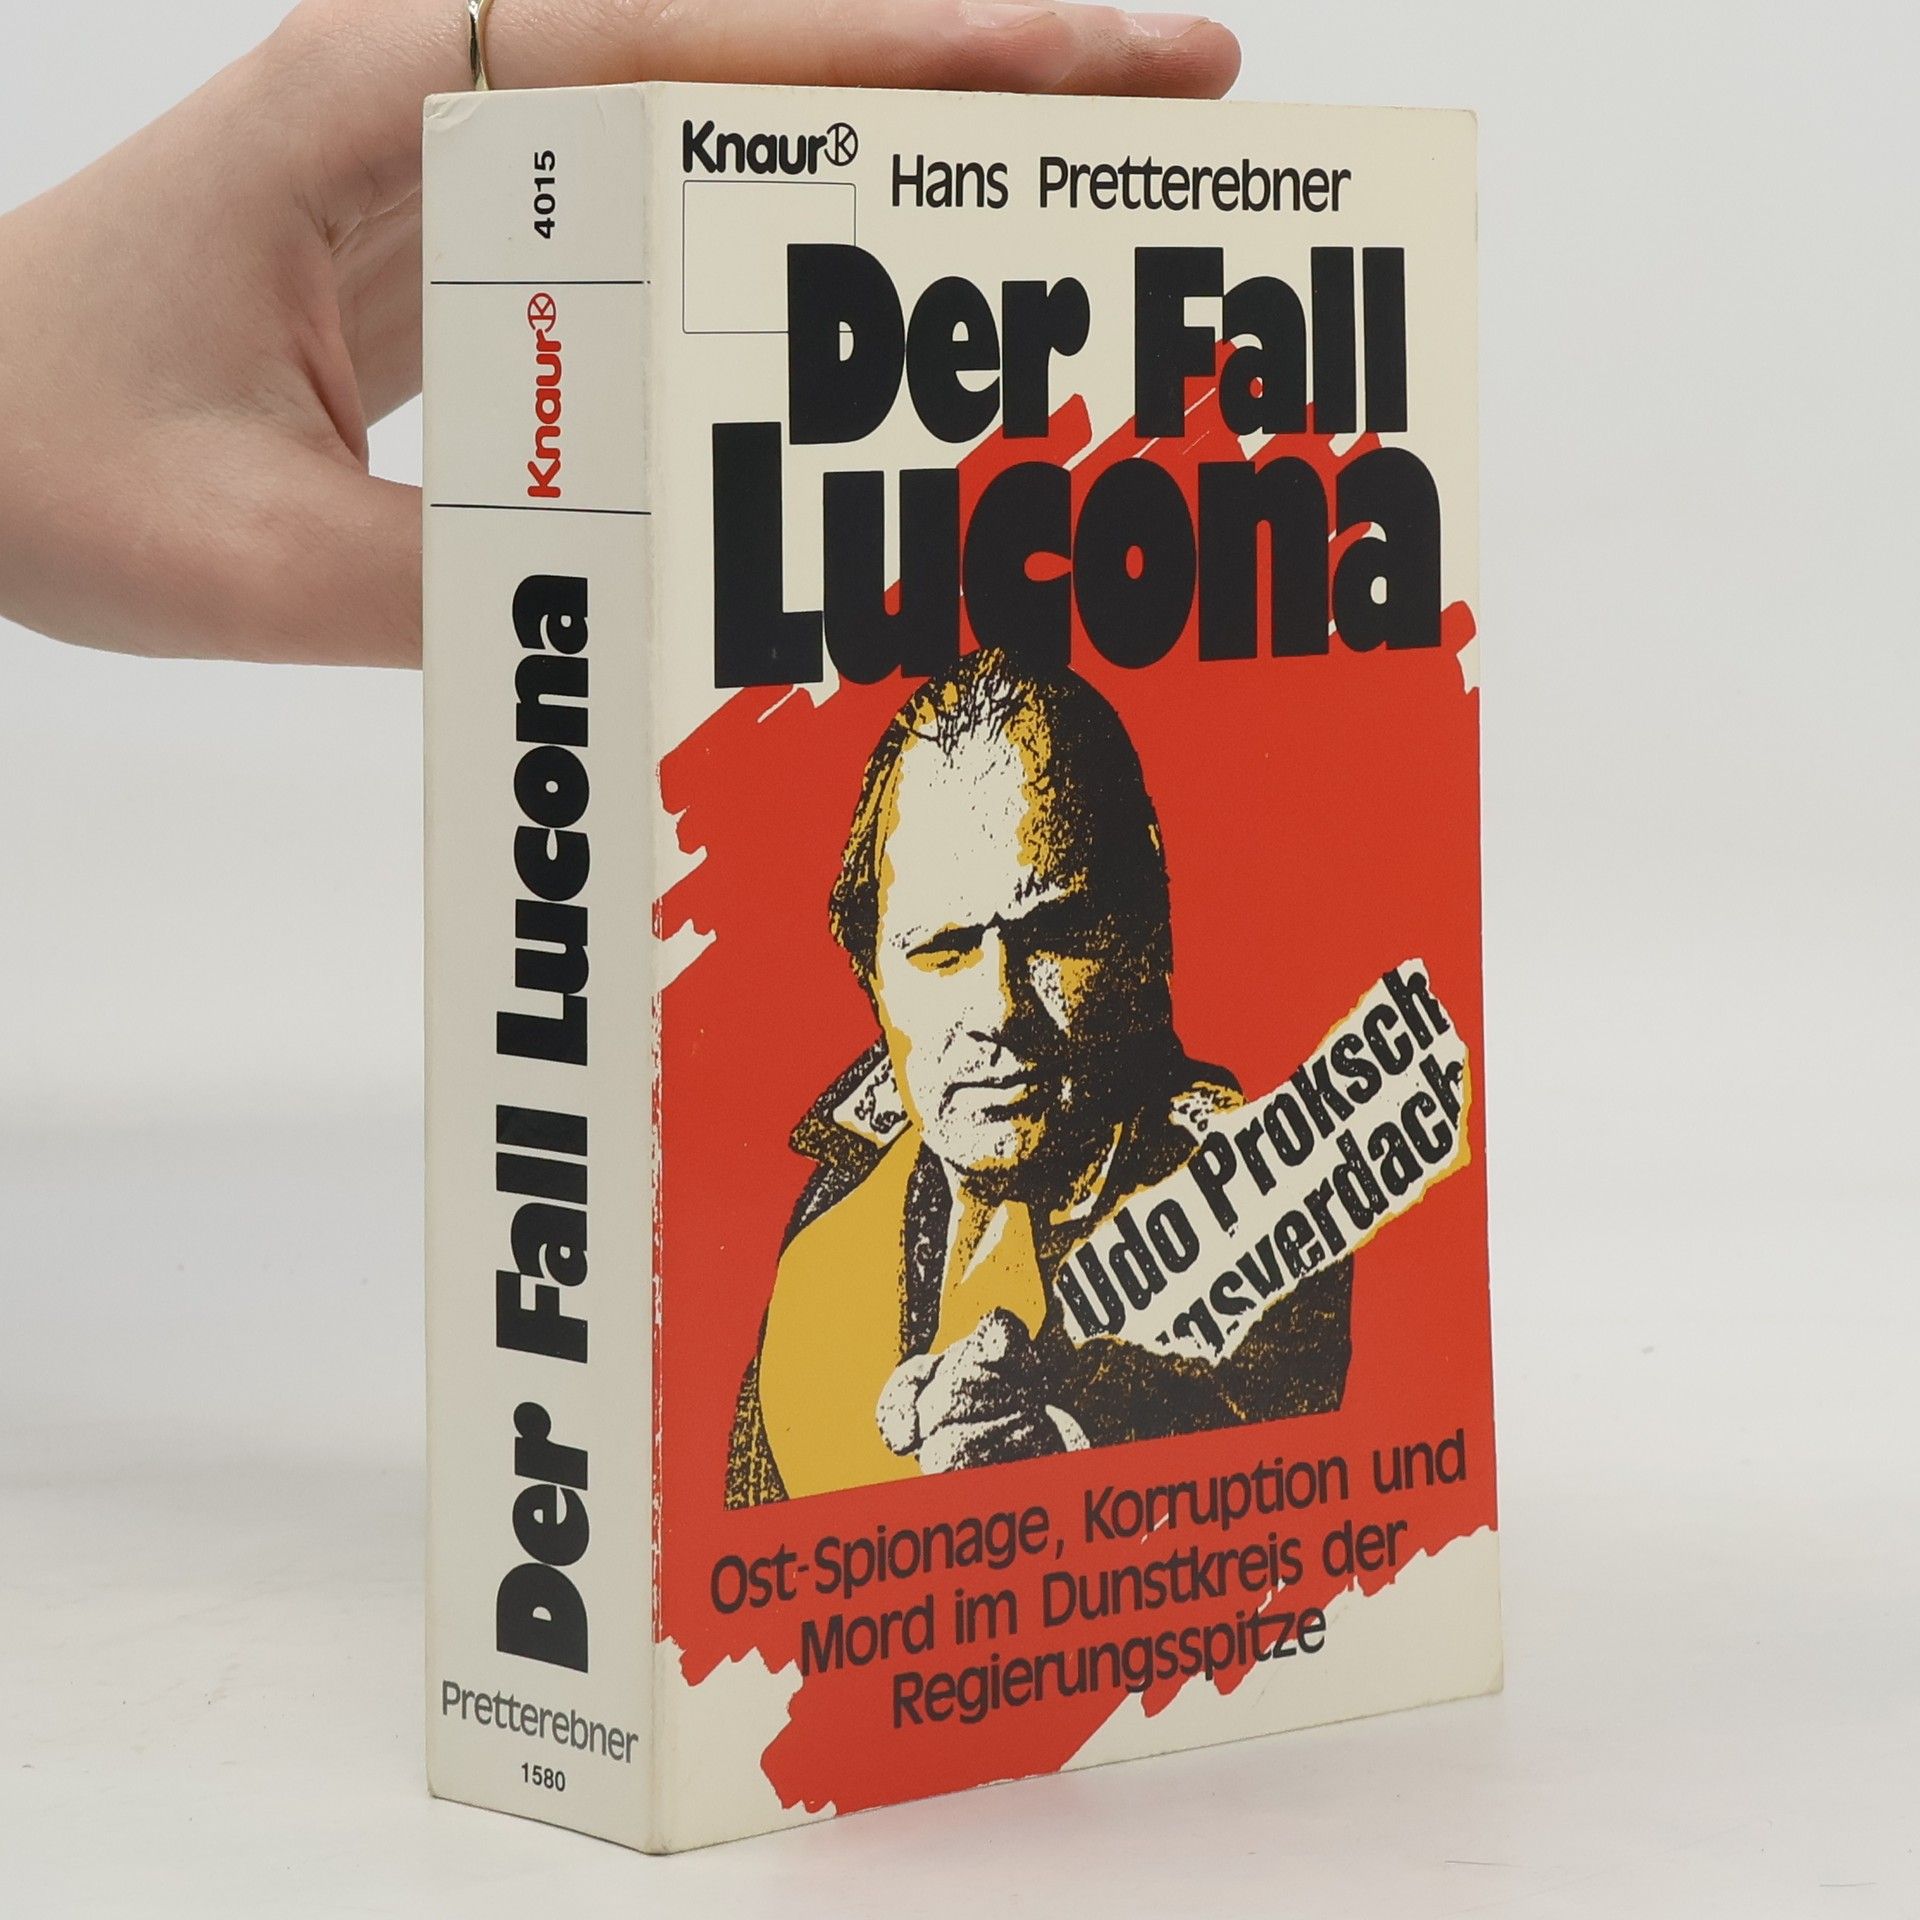 4015
Knaur
Der Fall Lucona
Pretterebner
1580
Knaur
Hans Pretterebner
Der Fall
Lucona
Udo Proksch
gsverdach
Ost-Spionage, Korruption und
Mord im Dunstkreis der
Regierungsspitze